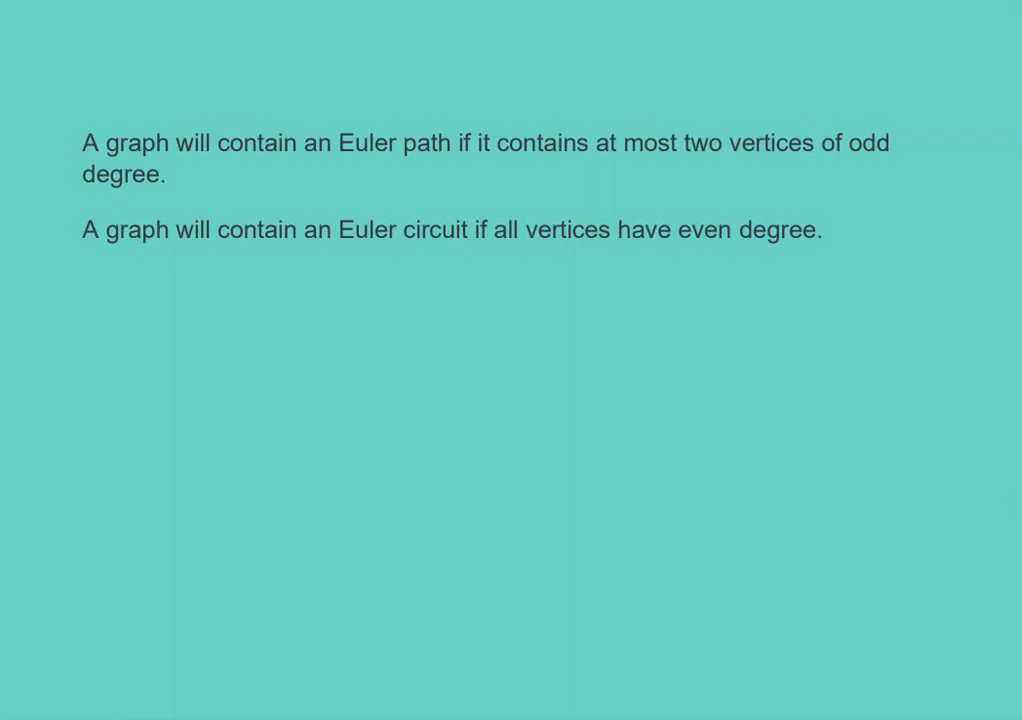 A graph will contain an Euler path if it contains at most two vertices of odd
degree.
A graph will contain an Euler circuit if all vertices have even degree.